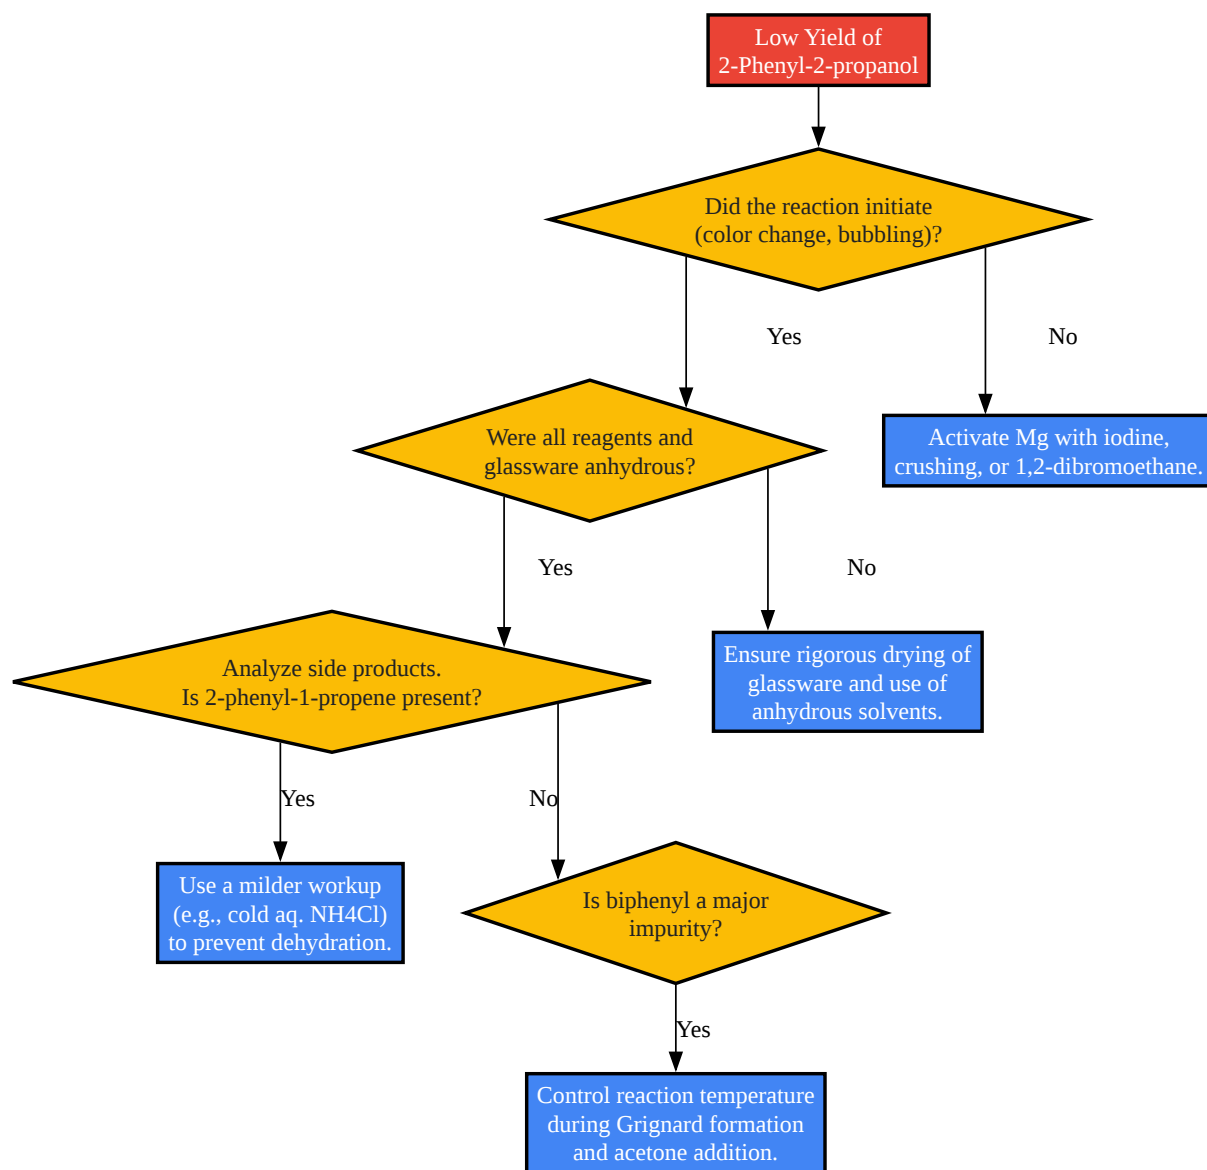 Low Yield of
2-Phenyl-2-propanol
Did the reaction initiate
(color change, bubbling)?
Yes
No
Were all reagents and
glassware anhydrous?
Activate Mg with iodine,
crushing, or 1,2-dibromoethane.
Yes
No
Analyze side products.
Is 2-phenyl-1-propene present?
Ensure rigorous drying of
glassware and use of
anhydrous solvents.
Yes
No
Use a milder workup
(e.g., cold aq. NH4Cl)
to prevent dehydration.
Is biphenyl a major
impurity?
Yes
Control reaction temperature
during Grignard formation
and acetone addition.